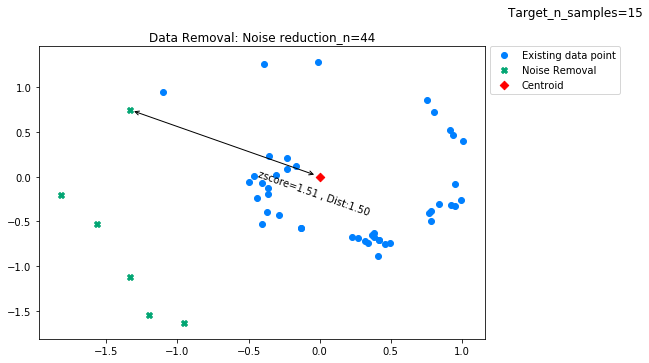 Target_n_samples=15
Data Removal: Noise reduction_n=44
Existing data point
Noise Removal
Centroid
zscore=1.51 , Dist:1.50
1.0
0.5
0.0
−0.5
−1.0
−1.5
−1.5 −1.0 −0.5 0.0 0.5 1.0